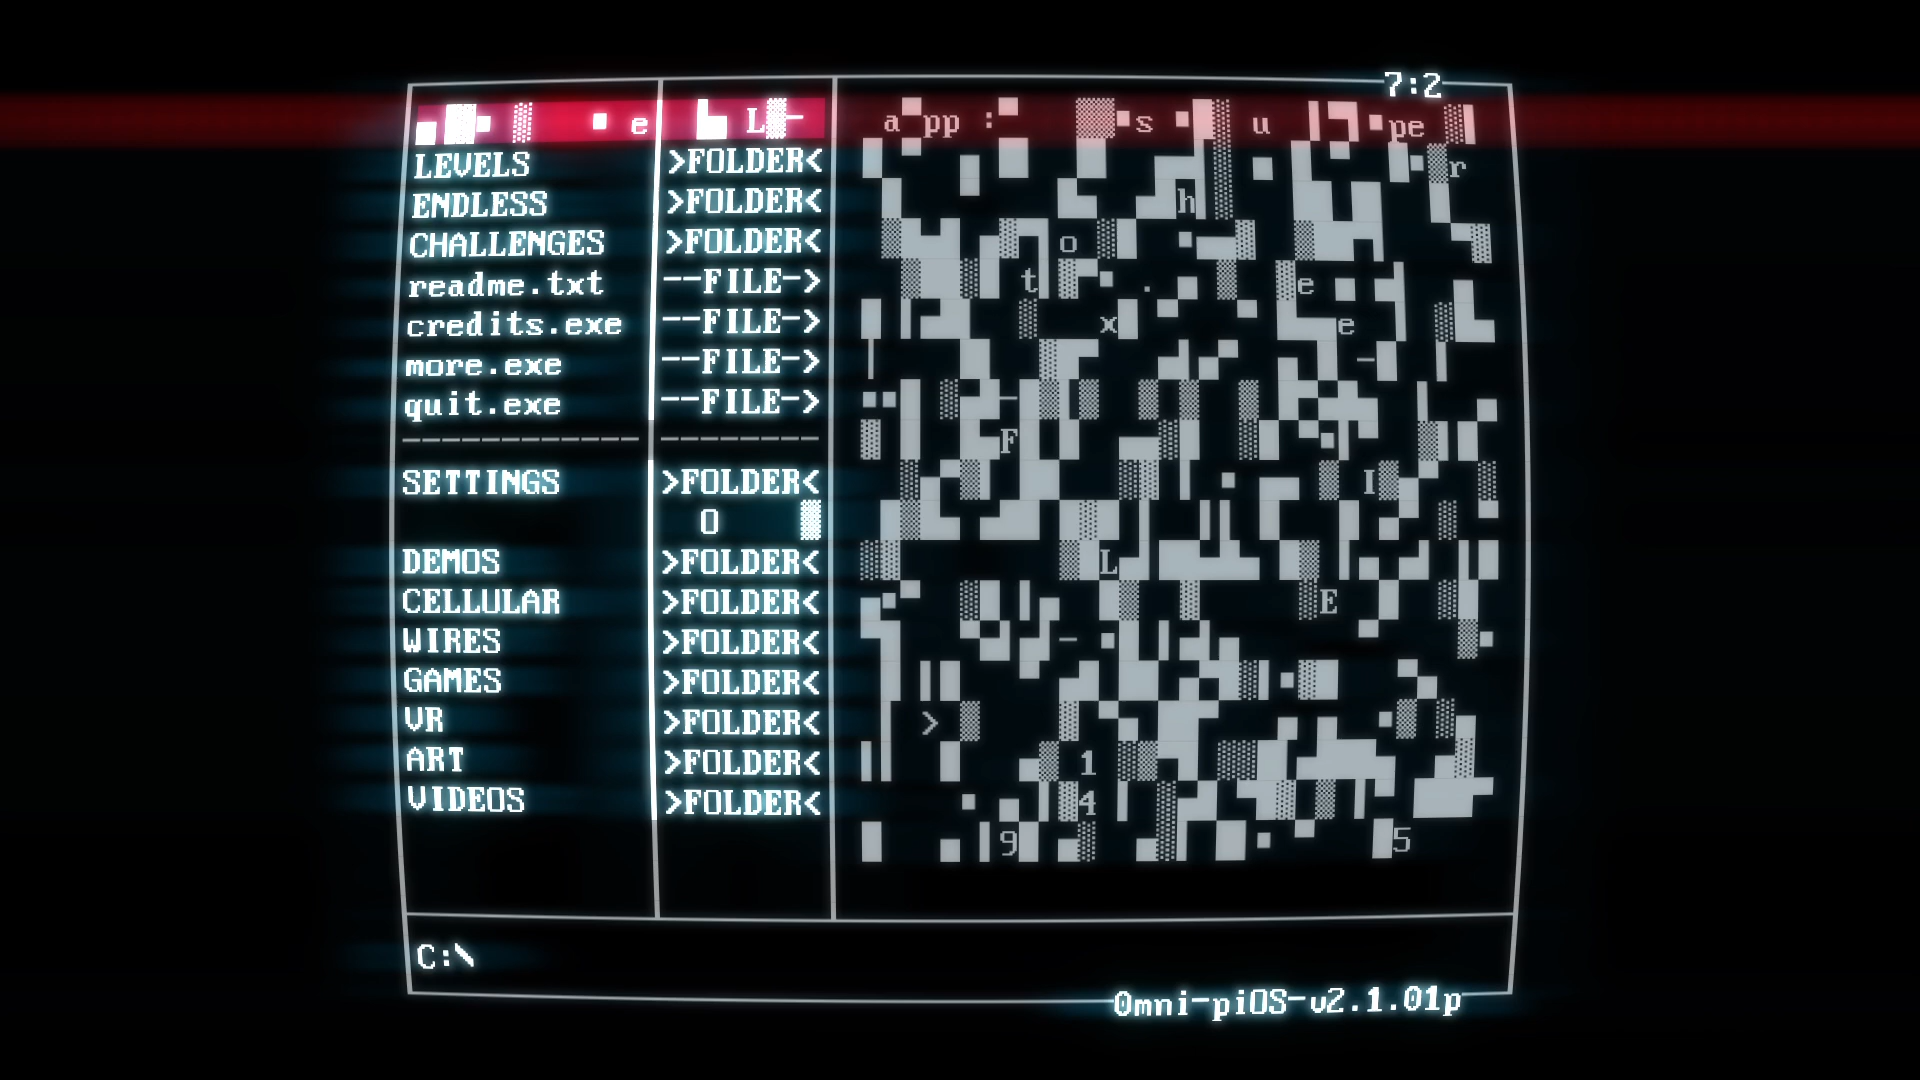 7:2
LEVELS >FOLDER<
ENDLESS >FOLDER<
CHALLENGES >FOLDER<
readme.txt --FILE->
credits.exe --FILE->
more.exe --FILE->
quit.exe --FILE->
SETTINGS >FOLDER<
DEMOS >FOLDER<
CELLULAR >FOLDER<
WIRES >FOLDER<
GAMES >FOLDER<
VR >FOLDER<
ART >FOLDER<
VIDEOS >FOLDER<
C:\
0mni-piOS-v2.1.01p